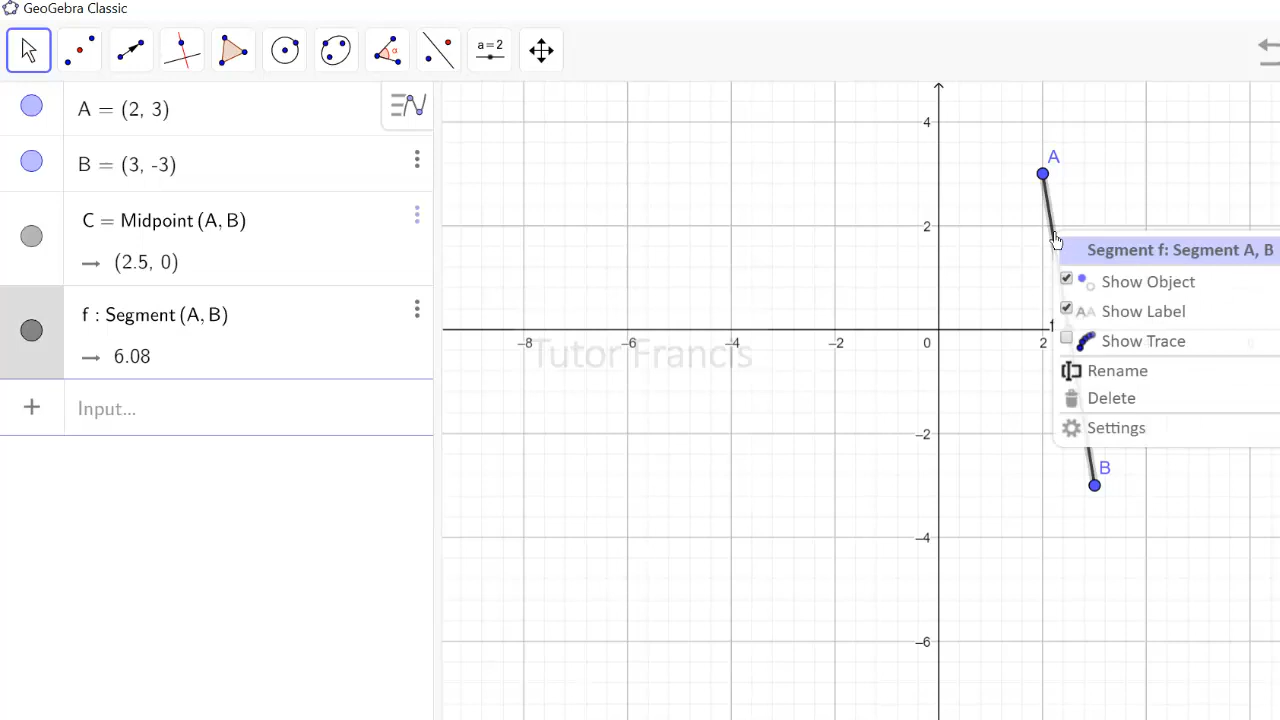 GeoGebra Classic
a=2
A = (2, 3)
B = (3, -3)
C = Midpoint (A, B)
→ (2.5, 0)
f : Segment (A, B)
→ 6.08
+ Input...
4
A
2
Segment f: Segment A, B
Show Object
Show Label
–8 –6 –4 –2 0 2 f
Show Trace
Tutor Francis
Rename
Delete
Settings
–2
B
–4
–6